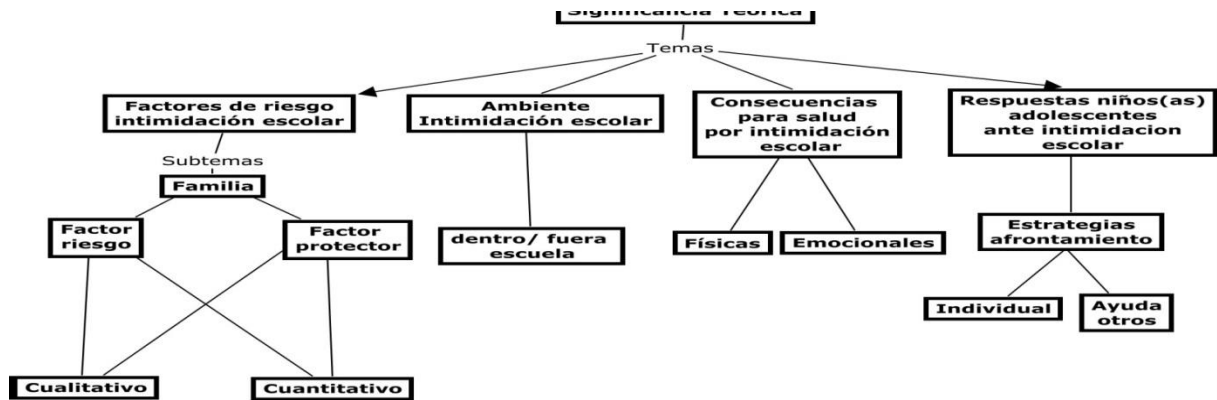 Significancia Teórica
Temas
Factores de riesgo
intimidación escolar
Ambiente
Intimidación escolar
Consecuencias
para salud
por intimidación
escolar
Respuestas niños(as)
adolescentes
ante intimidacion
escolar
Subtemas
Familia
Factor
riesgo
Factor
protector
dentro/ fuera
escuela
Físicas
Emocionales
Estrategias
afrontamiento
Individual
Ayuda
otros
Cualitativo
Cuantitativo